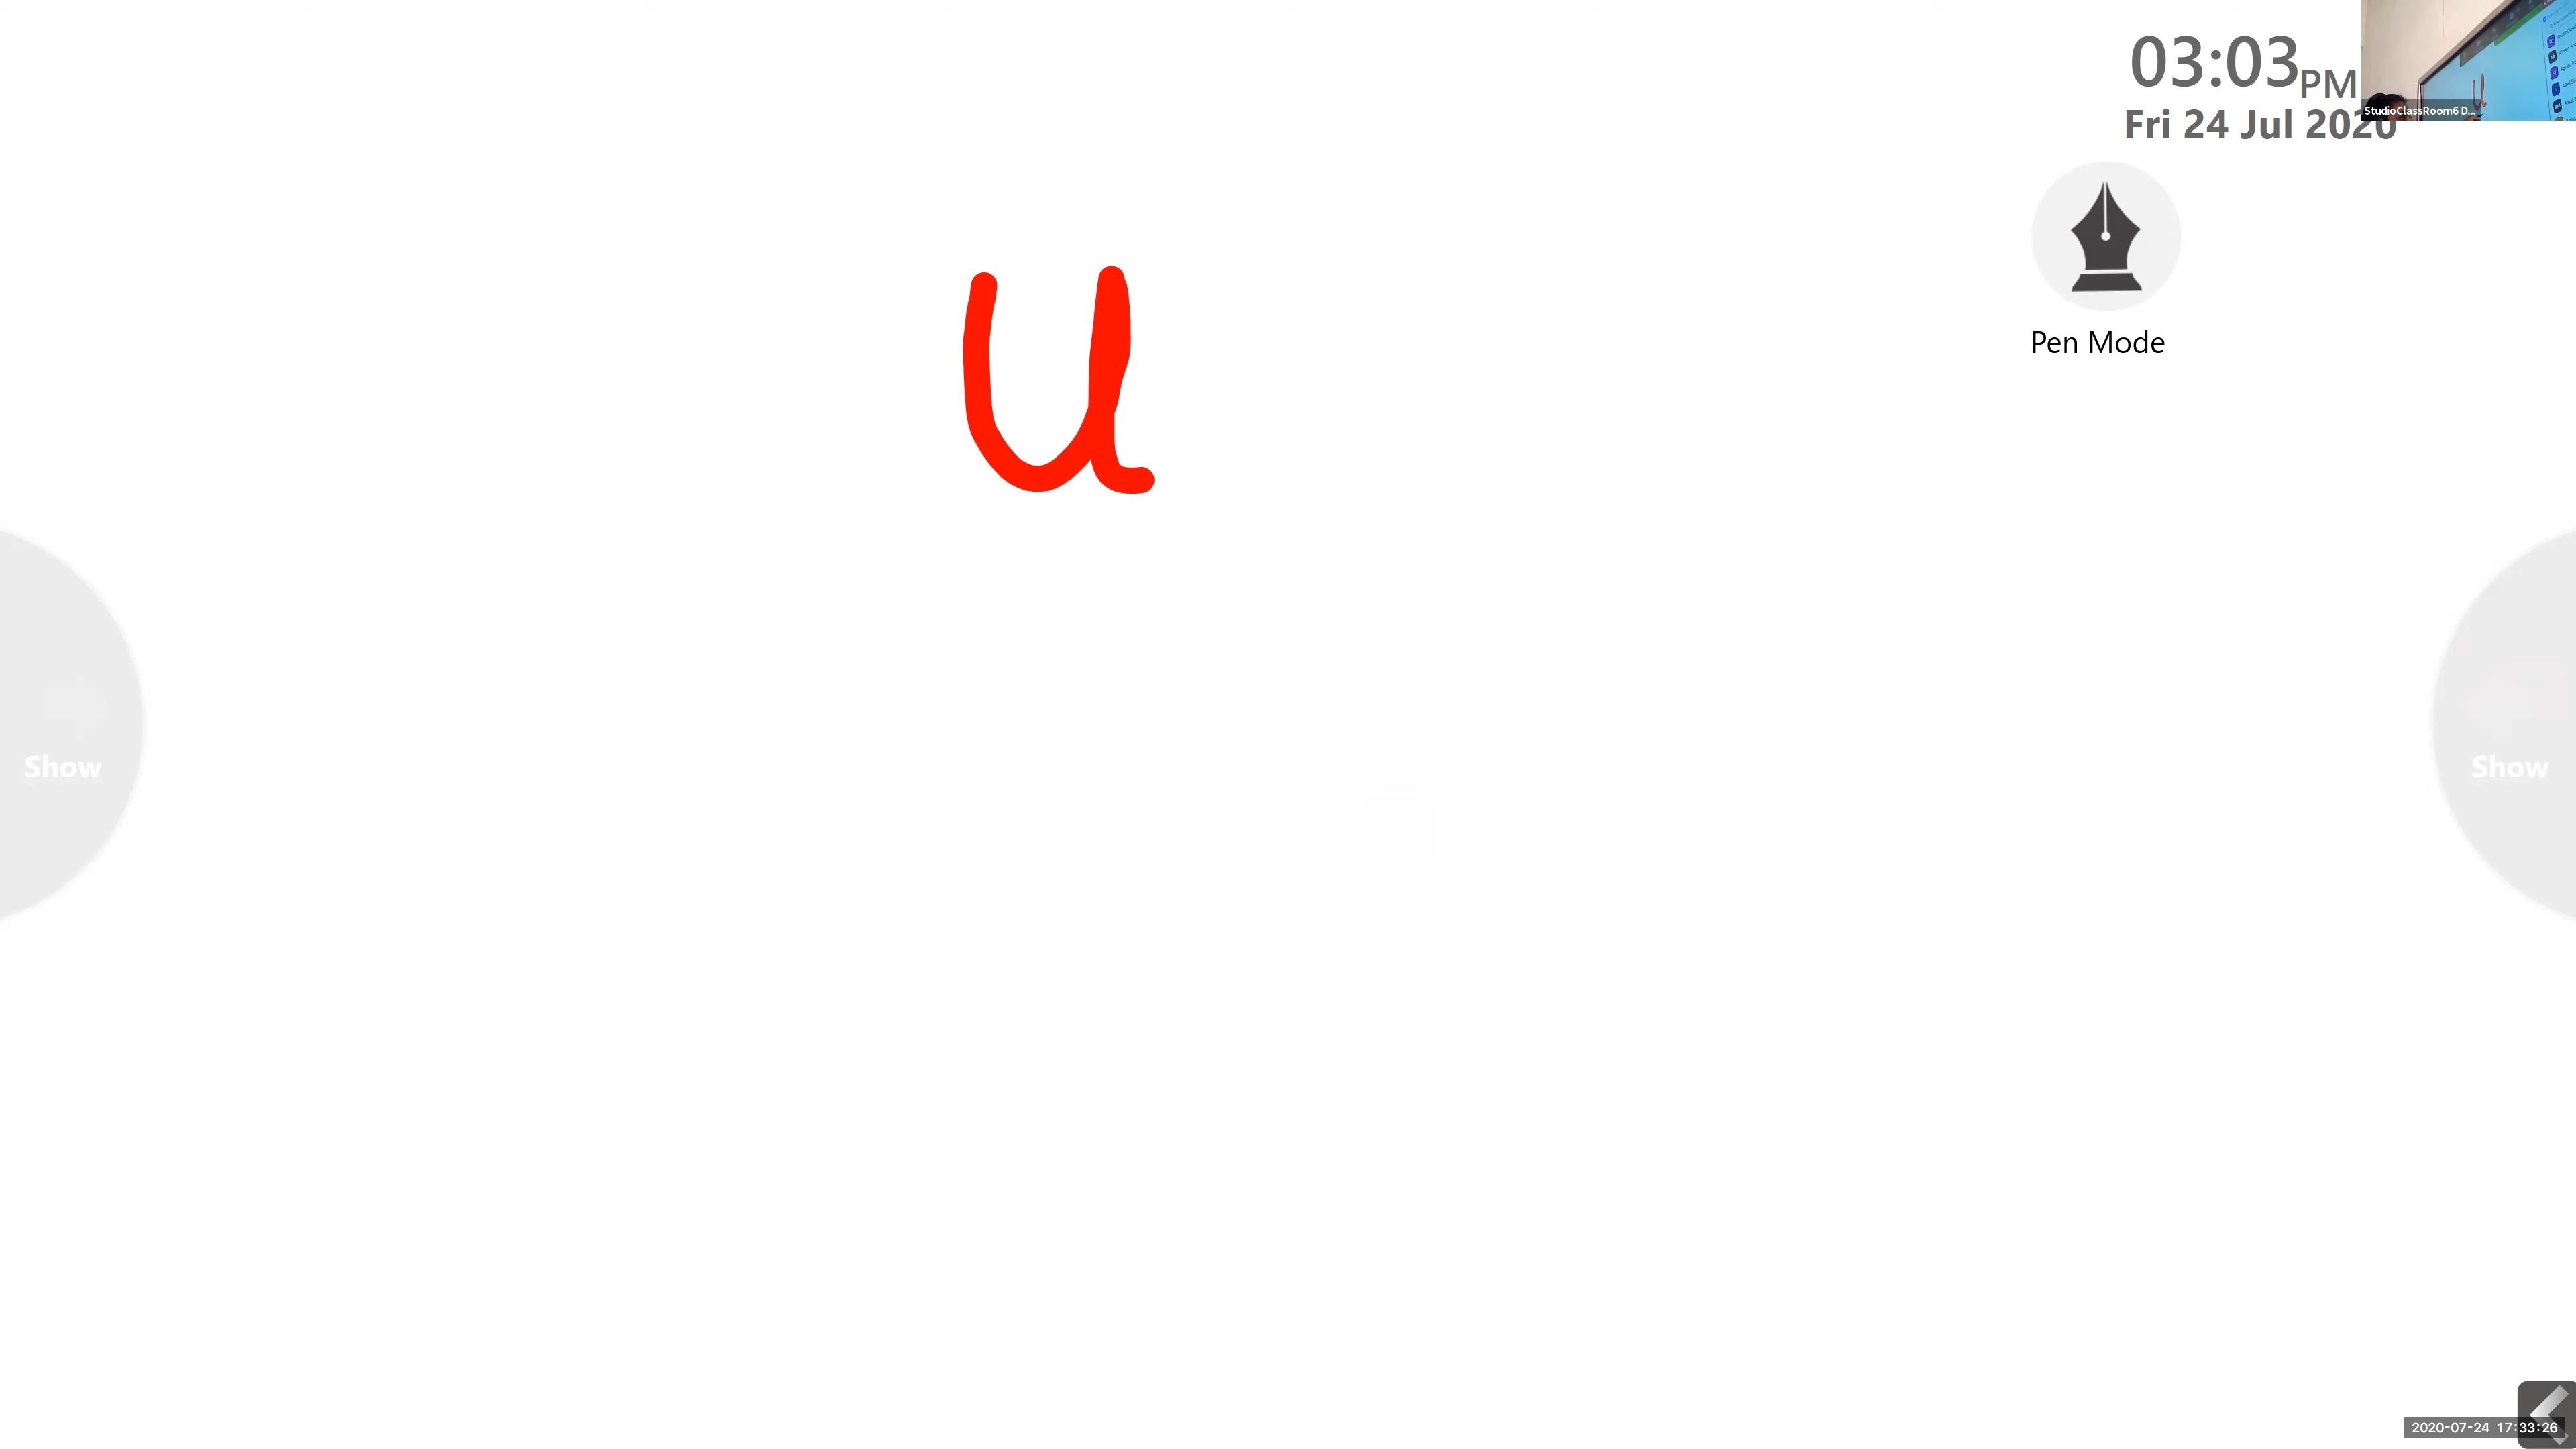 03:03PM
Fri 24 Jul 2020
StudioClassRoom6 D...
Pen Mode
u
Show
Show
2020-07-24 17:33:26